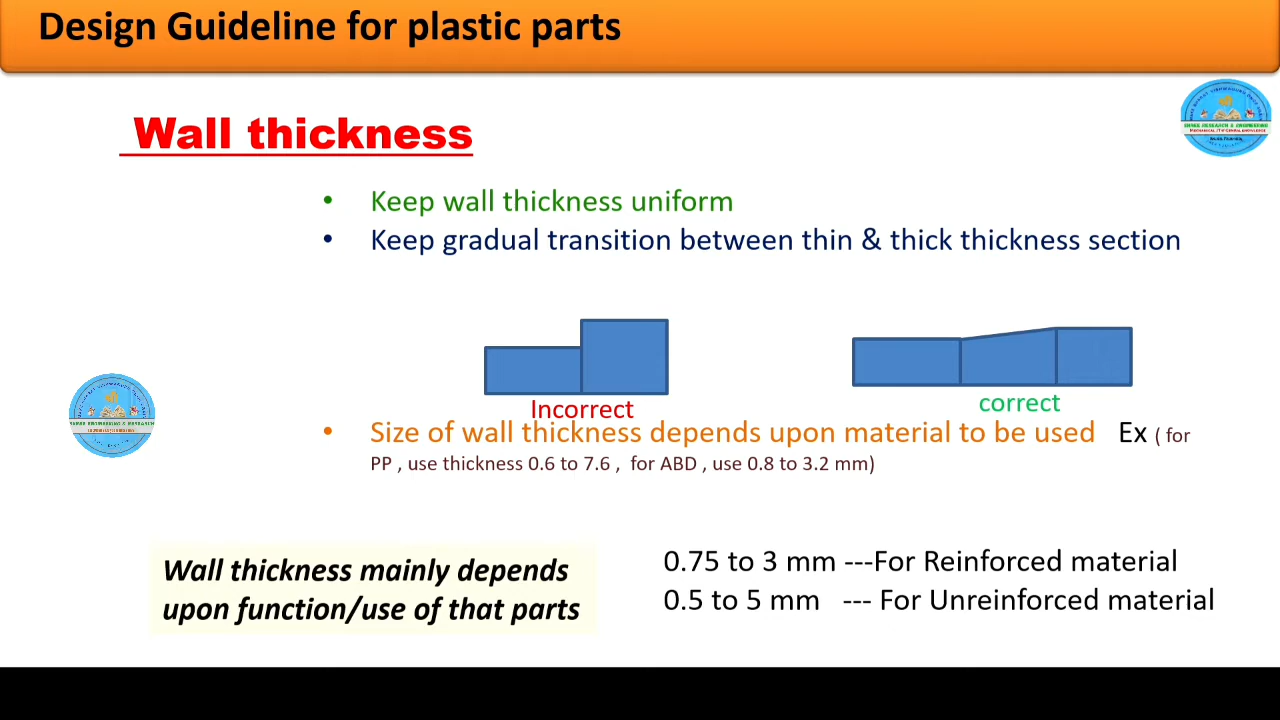 Design Guideline for plastic parts
Wall thickness
• Keep wall thickness uniform
• Keep gradual transition between thin & thick thickness section
Incorrect
correct
• Size of wall thickness depends upon material to be used Ex ( for
PP , use thickness 0.6 to 7.6 , for ABD , use 0.8 to 3.2 mm)
Wall thickness mainly depends
upon function/use of that parts
0.75 to 3 mm ---For Reinforced material
0.5 to 5 mm --- For Unreinforced material